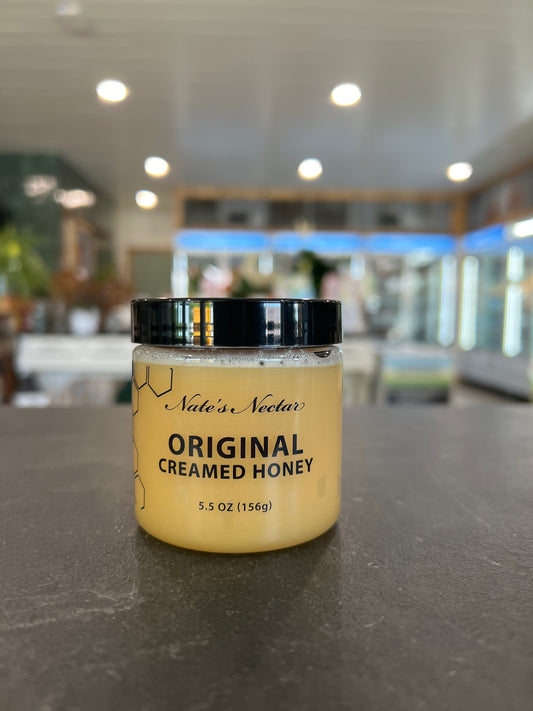 Nate's Nectar
ORIGINAL
CREAMED HONEY
5.5 OZ (156g)